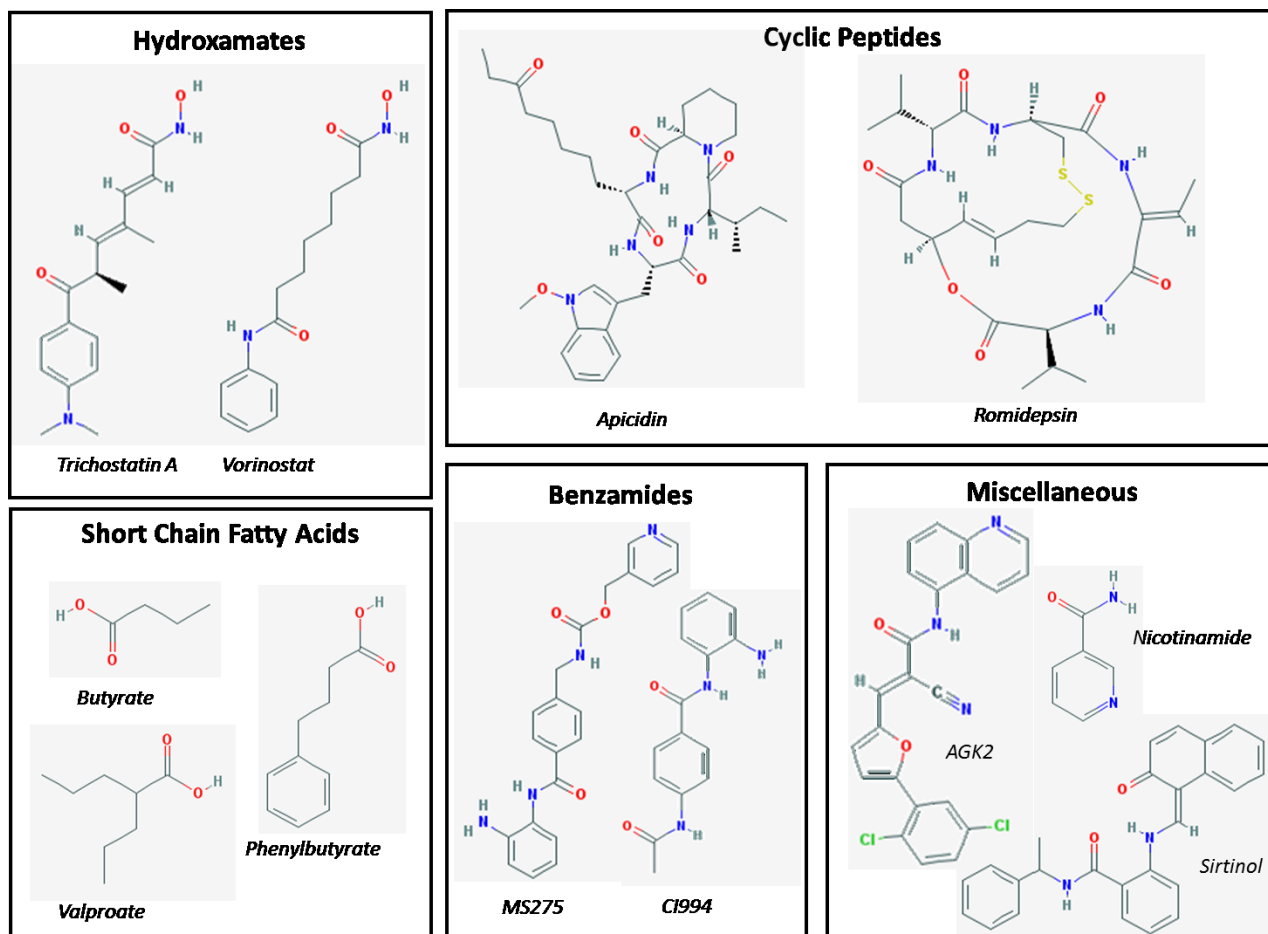 Hydroxamates
Trichostatin A
Vorinostat
Cyclic Peptides
Apicidin
Romidepsin
Short Chain Fatty Acids
Butyrate
Valproate
Phenylbutyrate
Benzamides
MS275
CI994
Miscellaneous
AGK2
Nicotinamide
Sirtinol